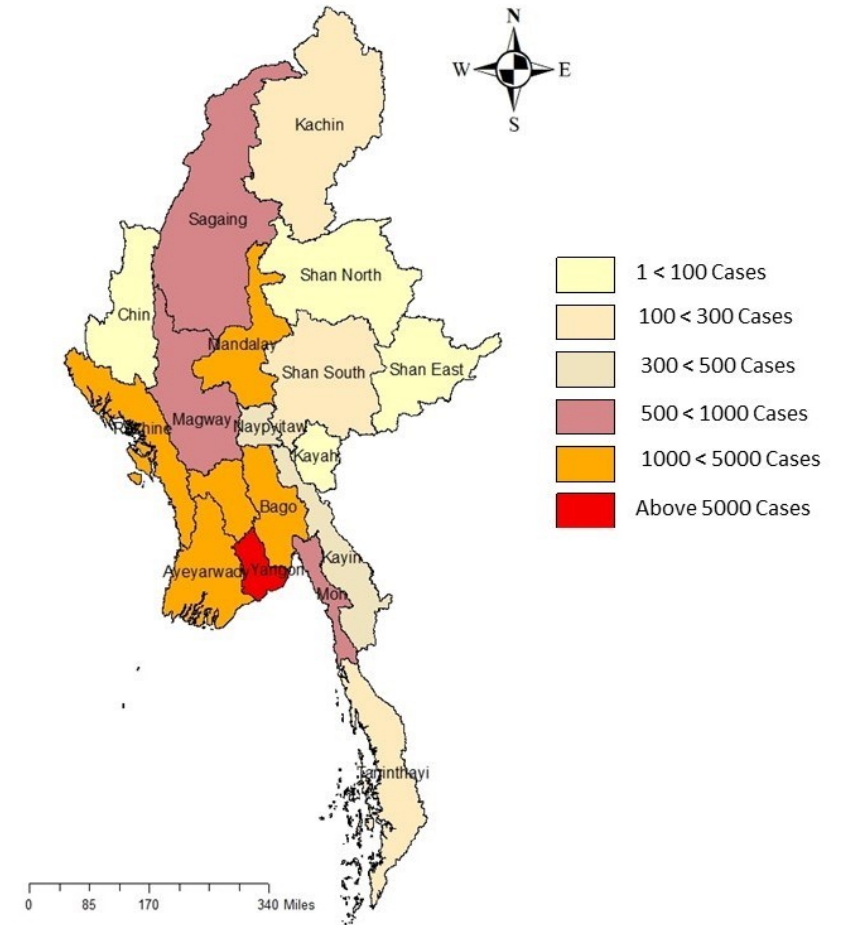 N
W E
S
Kachin
Sagaing
Shan North
Chin
Mandalay
Shan South
Shan East
Magway
Rakhine
Naypyitaw
Kayah
Bago
Kayin
Ayeyarwady
Yangon
Mon
Taninthayi
1 < 100 Cases
100 < 300 Cases
300 < 500 Cases
500 < 1000 Cases
1000 < 5000 Cases
Above 5000 Cases
0 85 170 340 Miles